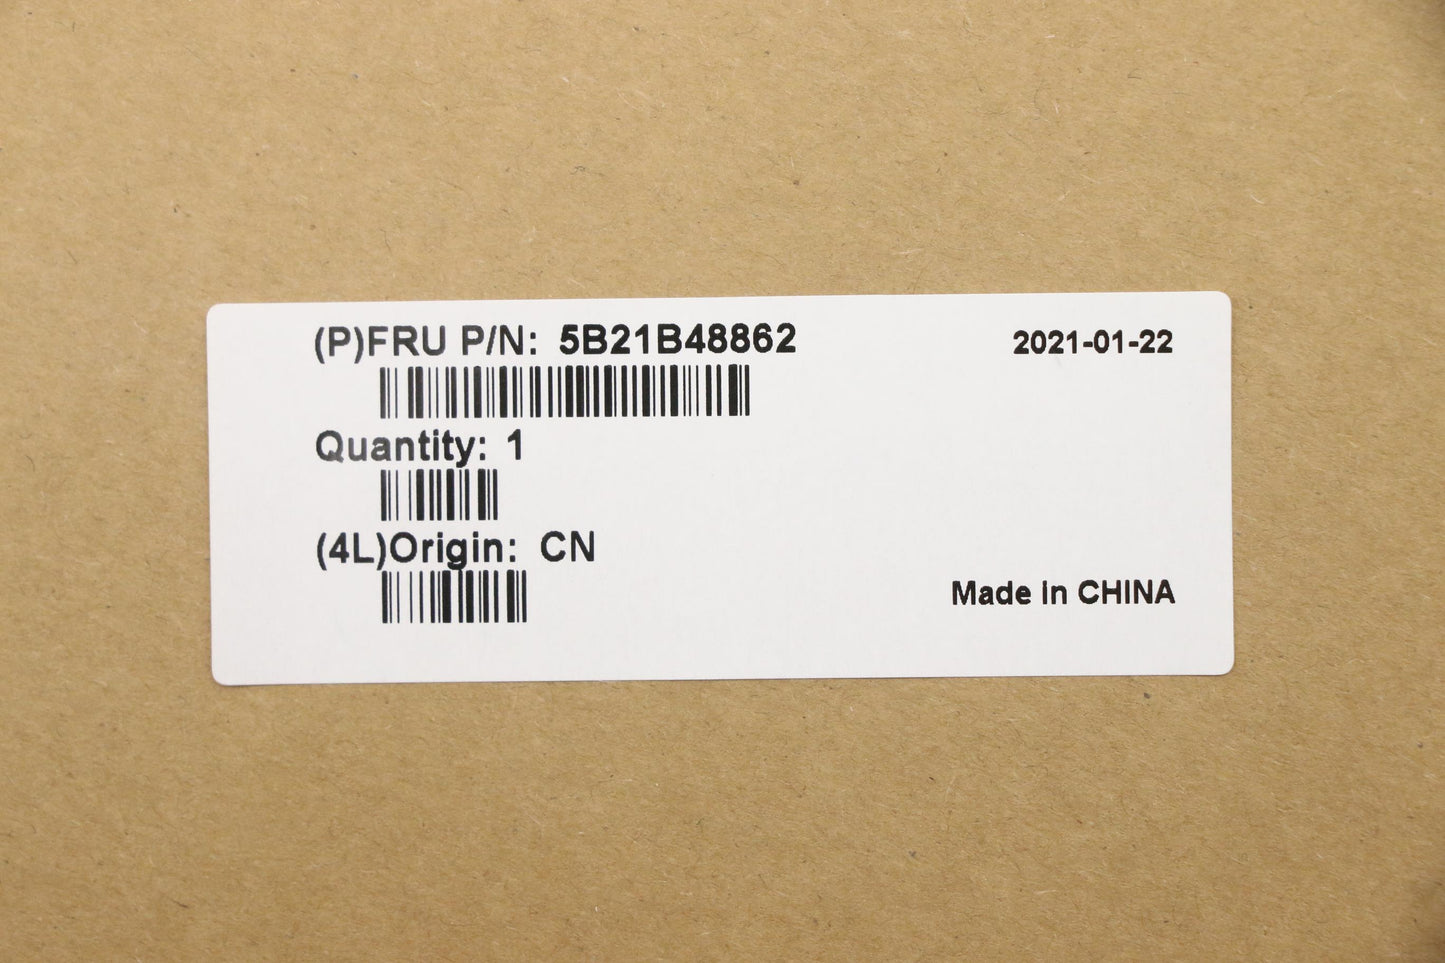 (P)FRU P/N: 5B21B48862
2021-01-22
Quantity: 1
(4L)Origin: CN
Made in CHINA